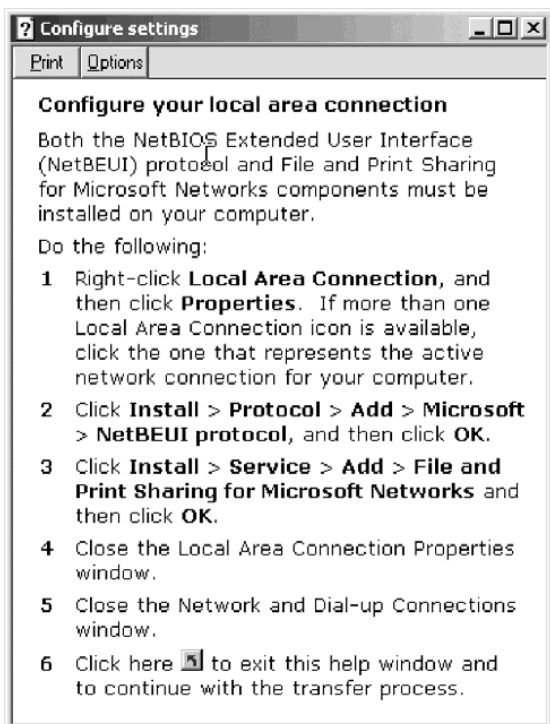 Configure settings
Print Options
Configure your local area connection
Both the NetBIOS Extended User Interface
(NetBEUI) protocol and File and Print Sharing
for Microsoft Networks components must be
installed on your computer.
Do the following:
1 Right-click Local Area Connection, and
then click Properties. If more than one
Local Area Connection icon is available,
click the one that represents the active
network connection for your computer.
2 Click Install > Protocol > Add > Microsoft
> NetBEUI protocol, and then click OK.
3 Click Install > Service > Add > File and
Print Sharing for Microsoft Networks and
then click OK.
4 Close the Local Area Connection Properties
window.
5 Close the Network and Dial-up Connections
window.
6 Click here to exit this help window and
to continue with the transfer process.